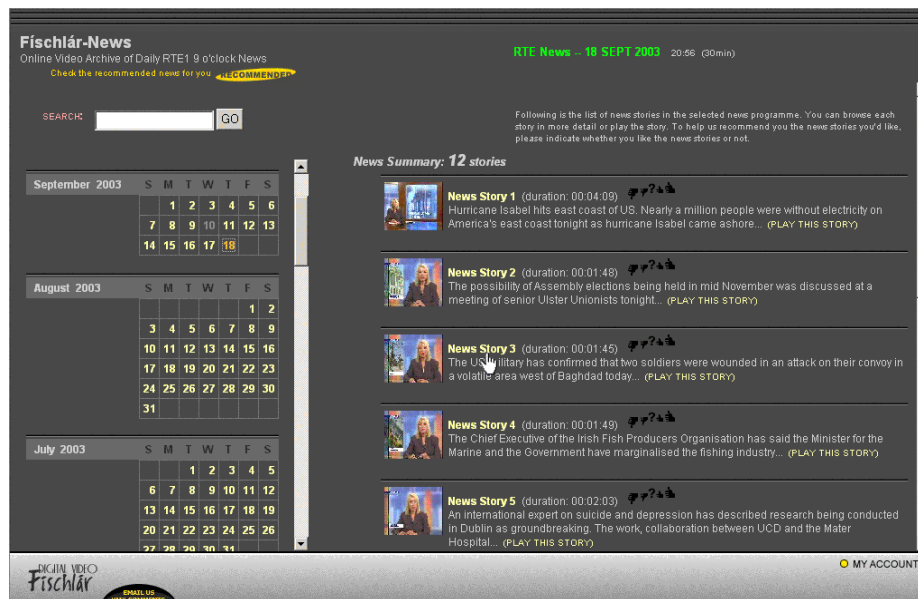 Físchlár-News
Online Video Archive of Daily RTE1 9 o'clock News
Check the recommended news for you RECOMMENDED
RTE News -- 18 SEPT 2003 20:56 (30min)
SEARCH: GO
Following is the list of news stories in the selected news programme. You can browse each
story in more detail or play the story. To help us recommend you the news stories you'd like,
please indicate whether you like the news stories or not.
News Summary: 12 stories
September 2003 S M T W T F S
1 2 3 4 5 6
7 8 9 10 11 12 13
14 15 16 17 18
August 2003 S M T W T F S
1 2
3 4 5 6 7 8 9
10 11 12 13 14 15 16
17 18 19 20 21 22 23
24 25 26 27 28 29 30
31
July 2003 S M T W T F S
1 2 3 4 5
6 7 8 9 10 11 12
13 14 15 16 17 18 19
20 21 22 23 24 25 26
27 28 29 30 31
News Story 1 (duration: 00:04:09) ?
Hurricane Isabel hits east coast of US. Nearly a million people were without electricity on
America's east coast tonight as hurricane Isabel came ashore... (PLAY THIS STORY)
News Story 2 (duration: 00:01:48) ?
The possibility of Assembly elections being held in mid November was discussed at a
meeting of senior Ulster Unionists tonight... (PLAY THIS STORY)
News Story 3 (duration: 00:01:45) ?
The US military has confirmed that two soldiers were wounded in an attack on their convoy in
a volatile area west of Baghdad today... (PLAY THIS STORY)
News Story 4 (duration: 00:01:49) ?
The Chief Executive of the Irish Fish Producers Organisation has said the Minister for the
Marine and the Government have marginalised the fishing industry... (PLAY THIS STORY)
News Story 5 (duration: 00:02:03) ?
An international expert on suicide and depression has described research being conducted
in Dublin as groundbreaking. The work, collaboration between UCD and the Mater
Hospital... (PLAY THIS STORY)
DIGITAL VIDEO
Físchlár
EMAIL US
MY ACCOUNT